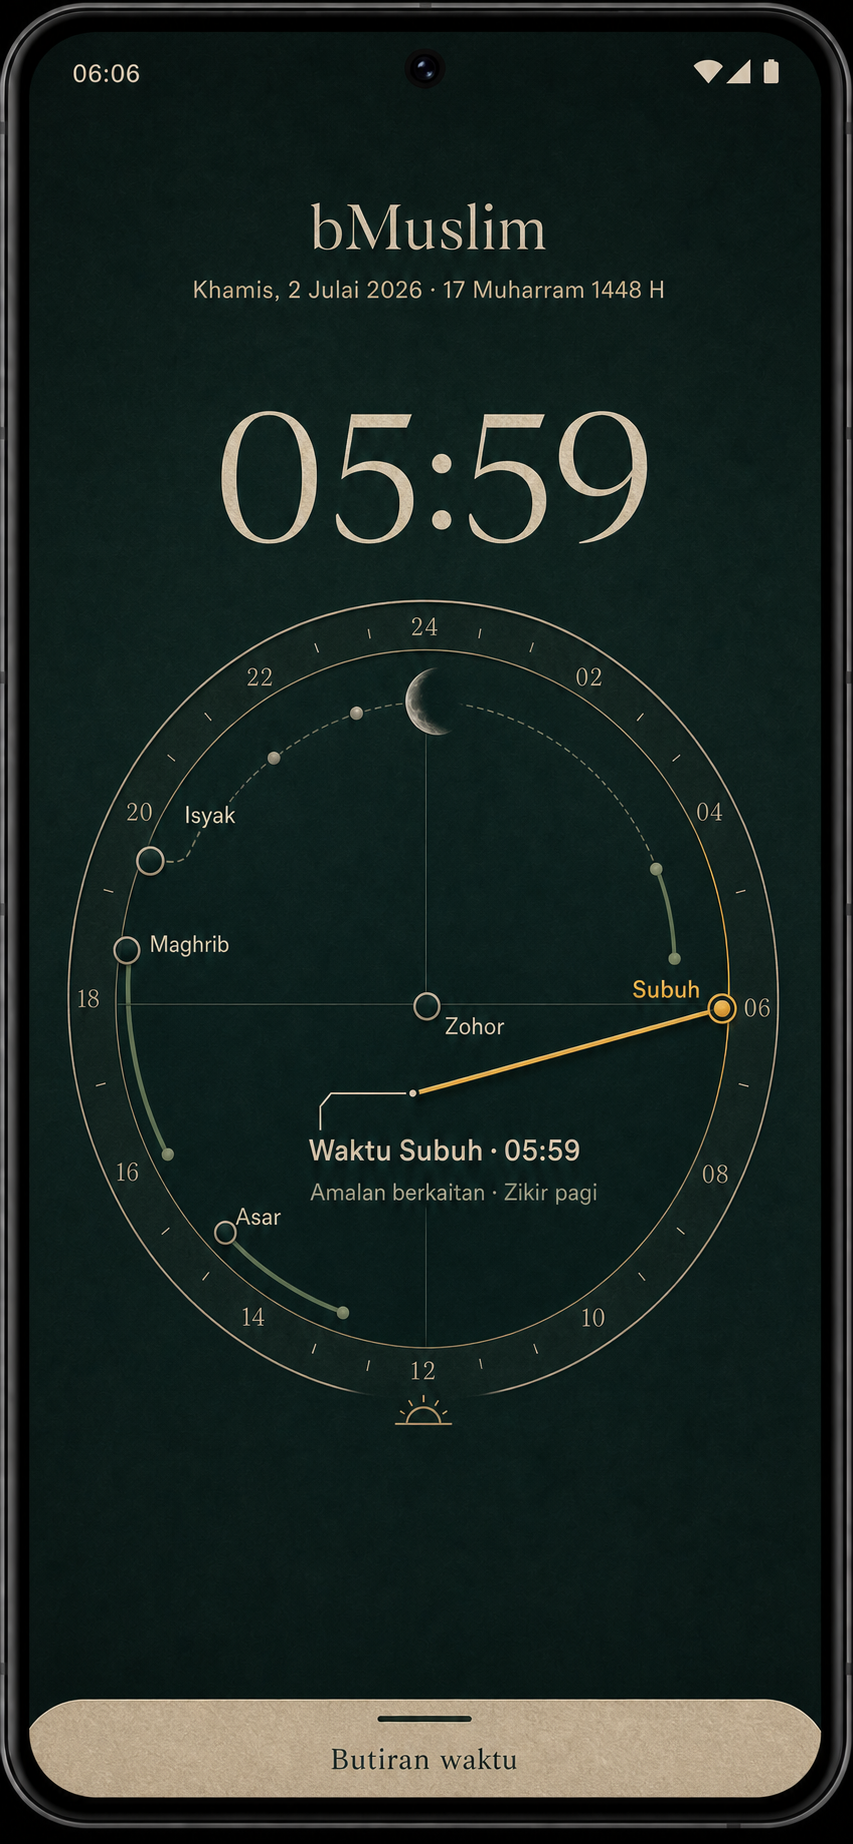 06:06
bMuslim
Khamis, 2 Julai 2026 · 17 Muharram 1448 H
05:59
24
22
02
20
04
Isyak
Maghrib
18
Subuh
06
Zohor
Waktu Subuh · 05:59
Amalan berkaitan · Zikir pagi
16
08
Asar
14
10
12
Butiran waktu